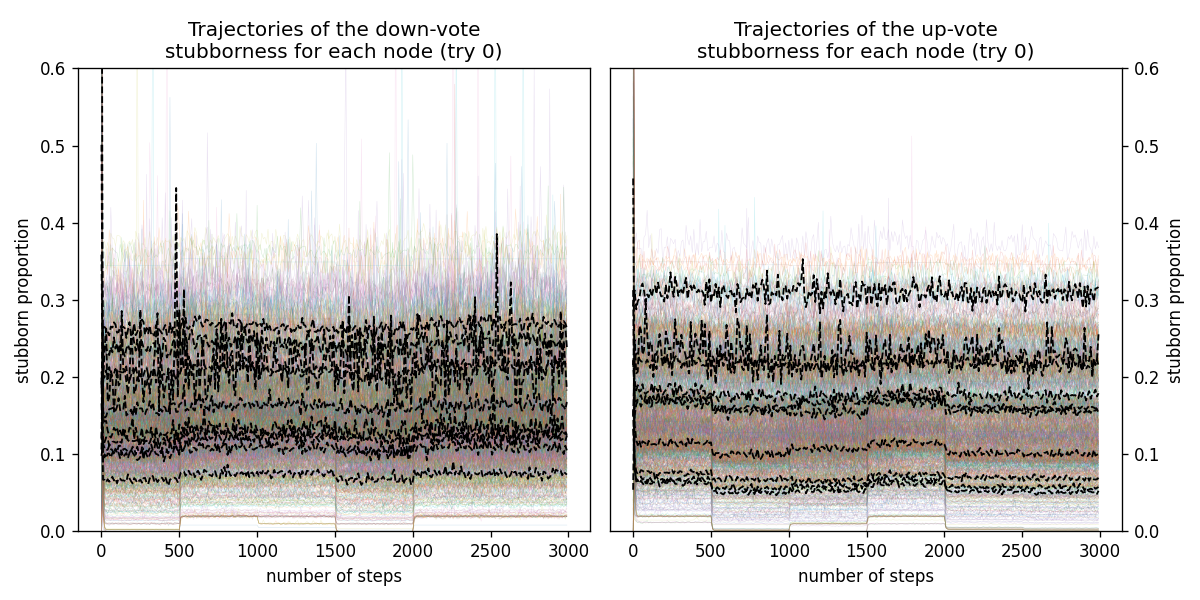 Trajectories of the down-vote
stubborness for each node (try 0)
Trajectories of the up-vote
stubborness for each node (try 0)
stubborn proportion
0.6
0.5
0.4
0.3
0.2
0.1
0.0
0 500 1000 1500 2000 2500 3000
number of steps
0 500 1000 1500 2000 2500 3000
number of steps
0.6
0.5
0.4
0.3
0.2
0.1
0.0
stubborn proportion